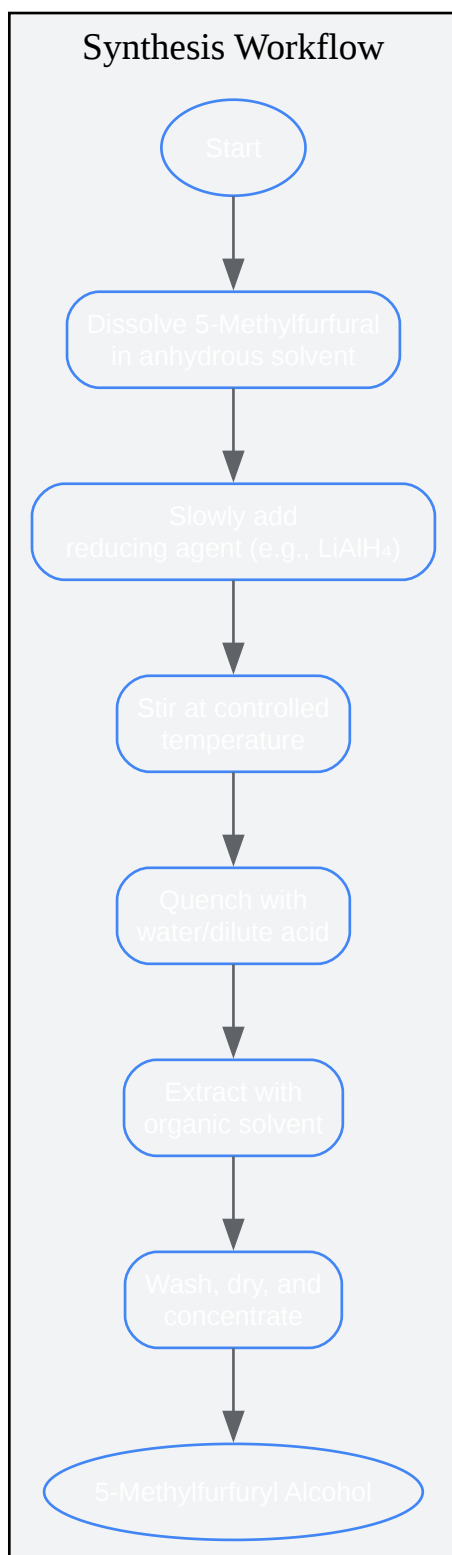 Synthesis Workflow
Start
Dissolve 5-Methylfurfural
in anhydrous solvent
Slowly add
reducing agent (e.g., LiAlH₄)
Stir at controlled
temperature
Quench with
water/dilute acid
Extract with
organic solvent
Wash, dry, and
concentrate
5-Methylfurfuryl Alcohol